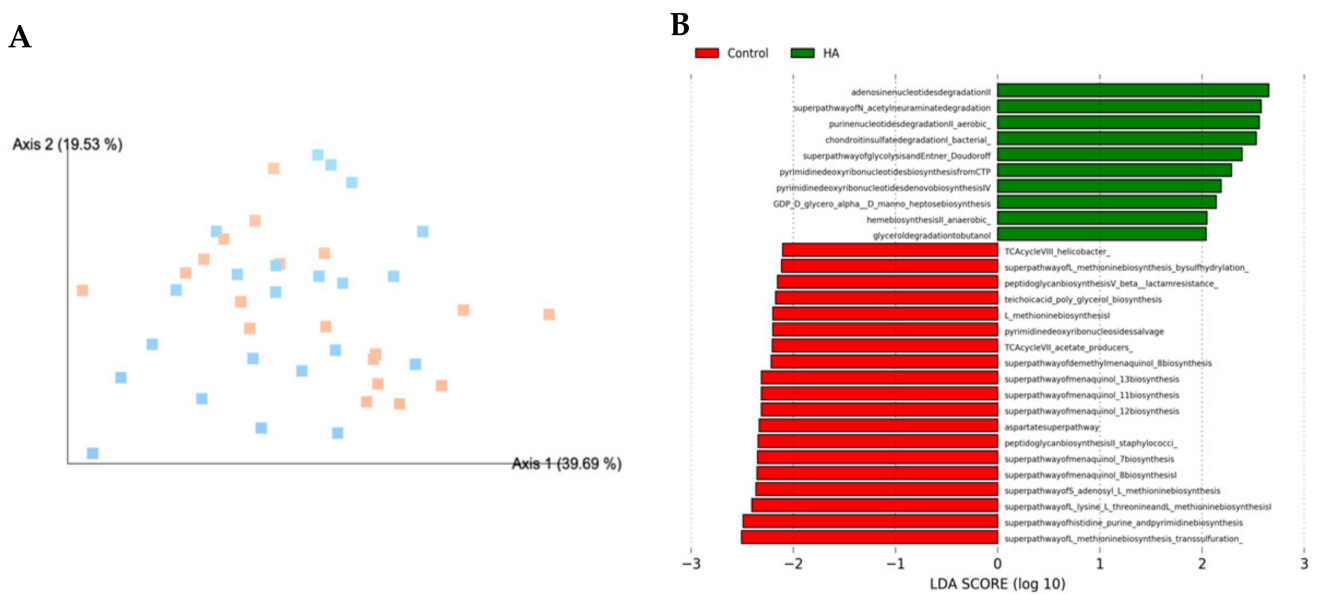 A
Axis 2 (19.53 %)
Axis 1 (39.69 %)
B
Control
HA
adenosinenucleotidesdegradationII
superpathwayofN_acetylneuraminatedegradation
purinenucleotidesdegradationII_aerobic_
chondroitinsulfatedegradationI_bacterial_
superpathwayofglycolysisandEntner_Doudoroff
pyrimidinedeoxyribonucleotidesbiosynthesisfromCTP
pyrimidinedeoxyribonucleotidesdenovobiosynthesisIV
GDP_D_glycero_alpha__D_manno_heptosebiosynthesis
hemebiosynthesisII_anaerobic_
glyceroldegradationtobutanol
TCAcycleVIII_helicobacter_
superpathwayofL_methioninebiosynthesis_bysulfhydrylation_
peptidoglycanbiosynthesisV_beta__lactamresistance_
teichoicacid_poly_glycerol_biosynthesis
L_methioninebiosynthesisI
pyrimidinedeoxyribonucleosidessalvage
TCAcycleVII_acetate_producers_
superpathwayofdemethylmenaquinol_8biosynthesis
superpathwayofmenaquinol_13biosynthesis
superpathwayofmenaquinol_11biosynthesis
superpathwayofmenaquinol_12biosynthesis
aspartatesuperpathway
peptidoglycanbiosynthesisII_staphylococci_
superpathwayofmenaquinol_7biosynthesis
superpathwayofmenaquinol_8biosynthesisI
superpathwayofS_adenosyl_L_methioninebiosynthesis
superpathwayofL_lysine_L_threonineandL_methioninebiosynthesisI
superpathwayofhistidine_purine_andpyrimidinebiosynthesis
superpathwayofL_methioninebiosynthesis_transsulfuration_
−3 −2 −1 0 1 2 3
LDA SCORE (log 10)